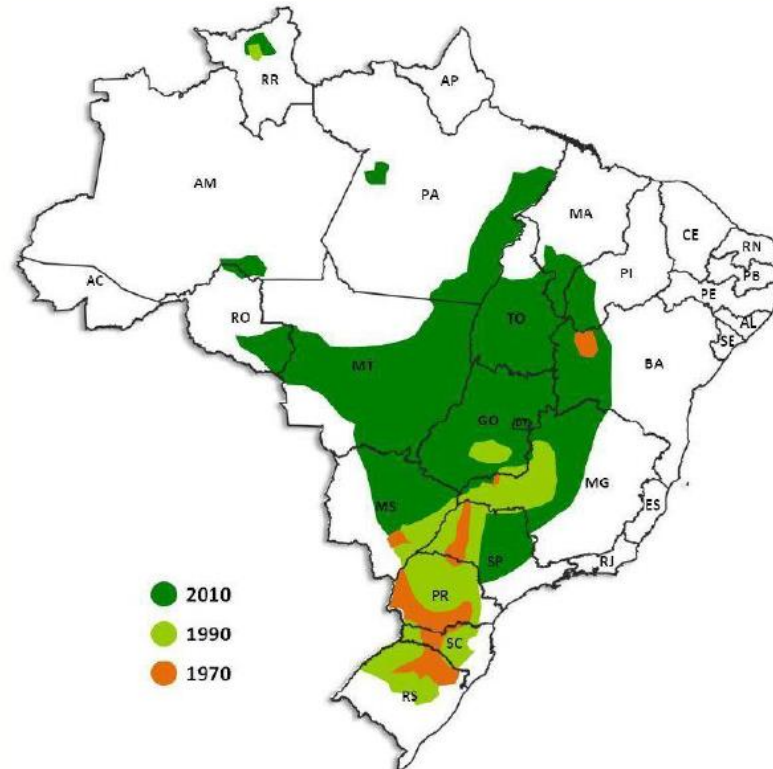 RR
AP
AM
PA
MA
CE
RN
PB
PI
PE
AC
AL
SE
RO
TO
BA
MT
GO
DF
MG
ES
MS
SP
RJ
PR
SC
RS
2010
1990
1970